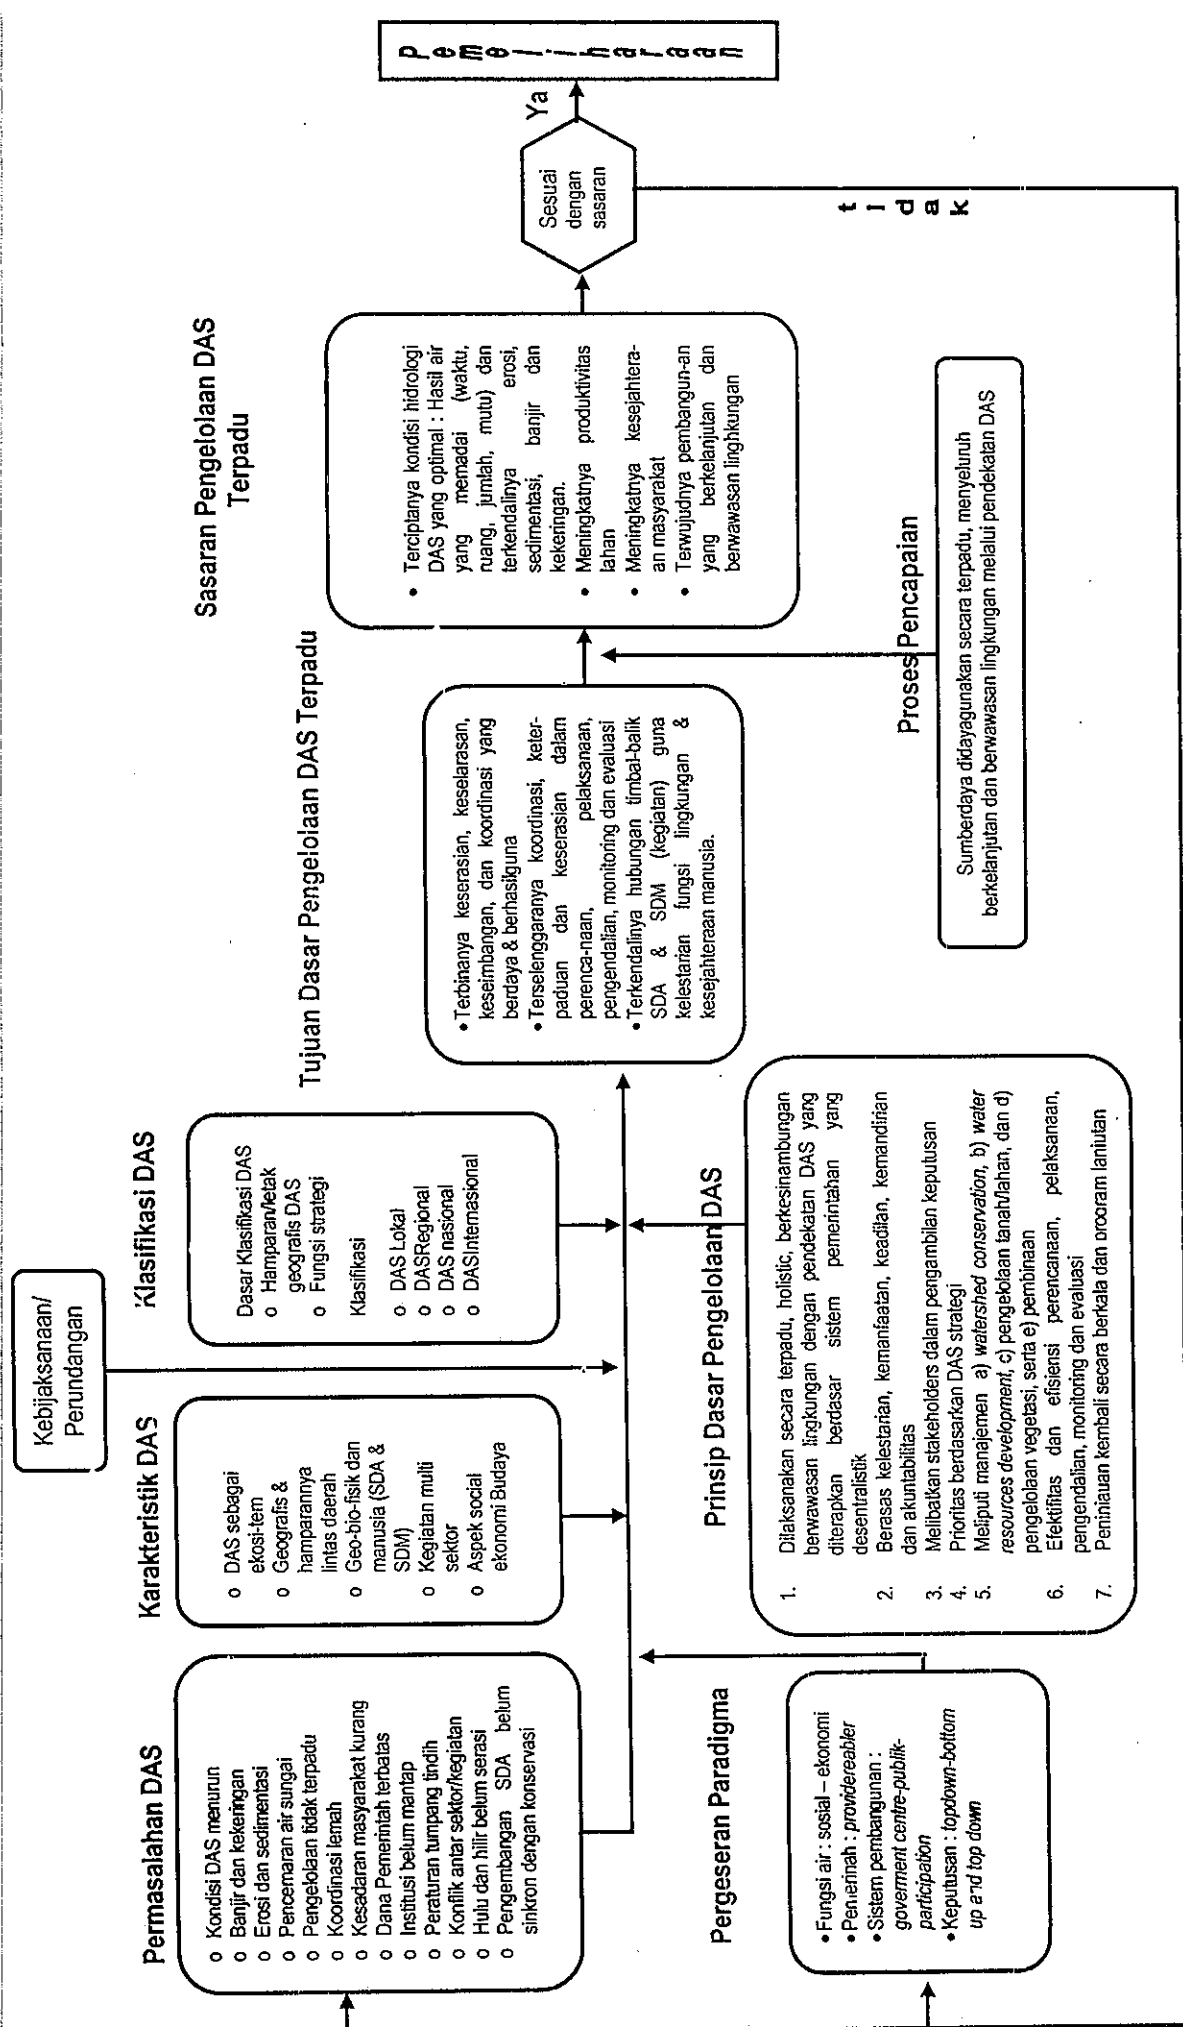 Kebijaksanaan/
Perundangan
Permasalahan DAS
o Kondisi DAS menurun
o Banjir dan kekeringan
o Erosi dan sedimentasi
o Pencemaran air sungai
o Pengelolaan tidak terpadu
o Koordinasi lemah
o Kesadaran masyarakat kurang
o Dana Pemerintah terbatas
o Institusi belum mantap
o Peraturan tumpang tindih
o Konflik antar sektor/kegiatan
o Hulu dan hilir belum serasi
o Pengembangan SDA belum
sinkron dengan konservasi
Karakteristik DAS
o DAS sebagai
ekosi-tem
o Geografis &
hamparannya
lintas daerah
o Geo-bio-fisik dan
manusia (SDA &
SDM)
o Kegiatan multi
sektor
o Aspek social
ekonomi Budaya
Klasifikasi DAS
Dasar Klasifikasi DAS
o Hamparan/letak
geografis DAS
o Fungsi strategi
Klasifikasi
o DAS Lokal
o DASRegional
o DAS nasional
o DASInternasional
Pergeseran Paradigma
• Fungsi air : sosial – ekonomi
• Pemerinah : providereabler
• Sistem pembangunan :
goverment centre-publik-
participation
• Keputusan : topdown-bottom
up and top down
Prinsip Dasar Pengelolaan DAS
1. Dilaksanakan secara terpadu, holistic, berkesinambungan
berwawasan lingkungan dengan pendekatan DAS yang
diterapkan berdasar sistem pemerintahan yang
desentralistik
2. Berasas kelestarian, kemanfaatan, keadilan, kemandirian
dan akuntabilitas
3. Melibatkan stakeholders dalam pengambilan keputusan
4. Prioritas berdasarkan DAS strategi
5. Meliputi manajemen a) watershed conservation, b) water
resources development, c) pengelolaan tanah/lahan, dan d)
pengelolaan vegetasi, serta e) pembinaan
6. Efektifitas dan efisiensi perencanaan, pelaksanaan,
pengendalian, monitoring dan evaluasi
7. Peninjauan kembali secara berkala dan program lanjutan
Tujuan Dasar Pengelolaan DAS Terpadu
• Terbinanya keserasian, keselarasan,
keseimbangan, dan koordinasi yang
berdaya & berhasilguna
• Terselenggaranya koordinasi, keter-
paduan dan keserasian dalam
perenca-naan, pelaksanaan,
pengendalian, monitoring dan evaluasi
• Terkendalinya hubungan timbal-balik
SDA & SDM (kegiatan) guna
kelestarian fungsi lingkungan &
kesejahteraan manusia.
Proses Pencapaian
Sumberdaya didayagunakan secara terpadu, menyeluruh
berkelanjutan dan berwawasan lingkungan melalui pendekatan DAS
Sasaran Pengelolaan DAS
Terpadu
• Terciptanya kondisi hidrologi
DAS yang optimal : Hasil air
yang memadai (waktu,
ruang, jumlah, mutu) dan
terkendalinya erosi,
sedimentasi, banjir dan
kekeringan.
• Meningkatnya produktivitas
lahan
• Meningkatnya kesejahtera-
an masyarakat
• Terwujudnya pembangun-an
yang berkelanjutan dan
berwawasan linghkungan
Sesuai
dengan
sasaran
Ya
tidak
Pemeliharaan